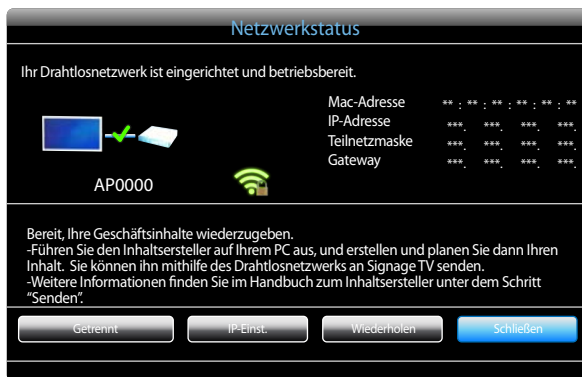 Netzwerkstatus
Ihr Drahtlosnetzwerk ist eingerichtet und betriebsbereit.
Mac-Adresse ** : ** : ** : ** : ** : **
IP-Adresse ***. ***. ***. ***.
Teilnetzmaske ***. ***. ***. ***.
Gateway ***. ***. ***. ***.
AP0000
Bereit, Ihre Geschäftsinhalte wiederzugeben.
-Führen Sie den Inhaltsersteller auf Ihrem PC aus, und erstellen und planen Sie dann Ihren
Inhalt. Sie können ihn mithilfe des Drahtlosnetzwerks an Signage TV senden.
-Weitere Informationen finden Sie im Handbuch zum Inhaltsersteller unter dem Schritt
“Senden”.
Getrennt
IP-Einst.
Wiederholen
Schließen